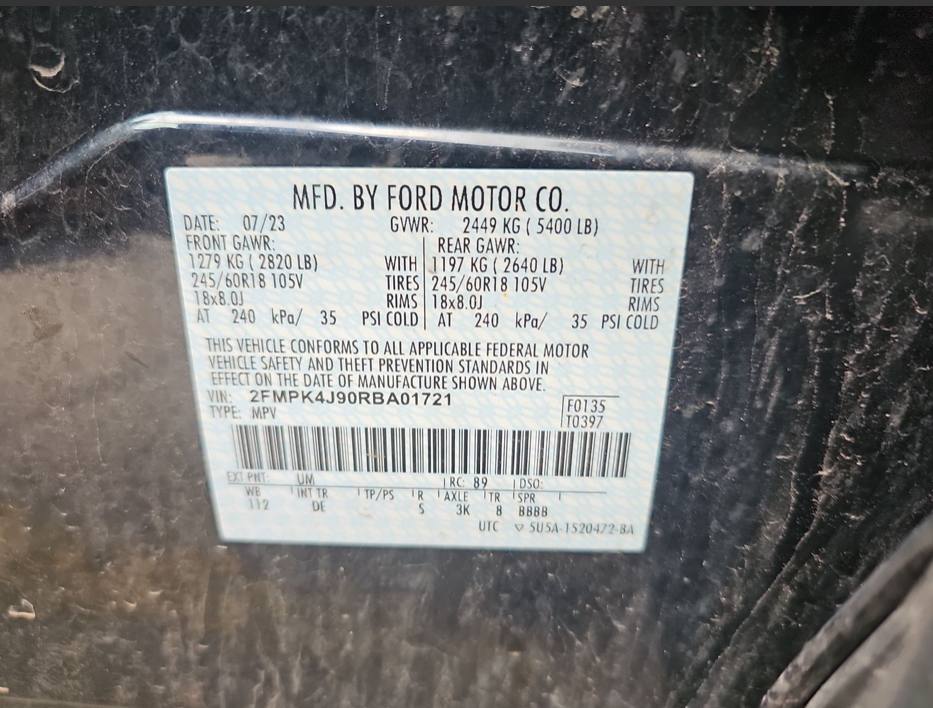 MFD. BY FORD MOTOR CO.
DATE: 07/23 GVWR: 2449 KG ( 5400 LB)
FRONT GAWR: REAR GAWR:
1279 KG ( 2820 LB) WITH 1197 KG ( 2640 LB) WITH
245/60R18 105V TIRES 245/60R18 105V TIRES
18x8.0J RIMS 18x8.0J RIMS
AT 240 kPa/ 35 PSI COLD AT 240 kPa/ 35 PSI COLD
THIS VEHICLE CONFORMS TO ALL APPLICABLE FEDERAL MOTOR
VEHICLE SAFETY AND THEFT PREVENTION STANDARDS IN
EFFECT ON THE DATE OF MANUFACTURE SHOWN ABOVE.
VIN: 2FMPK4J90RBA01721
TYPE: MPV
F0135
T0397
EXT PNT: UM RC: 89 DSO:
WB INT TR TP/PS R AXLE TR SPR
112 DE 5 3K 8 BBBB
UTC ▽ 5U5A-1520472-BA